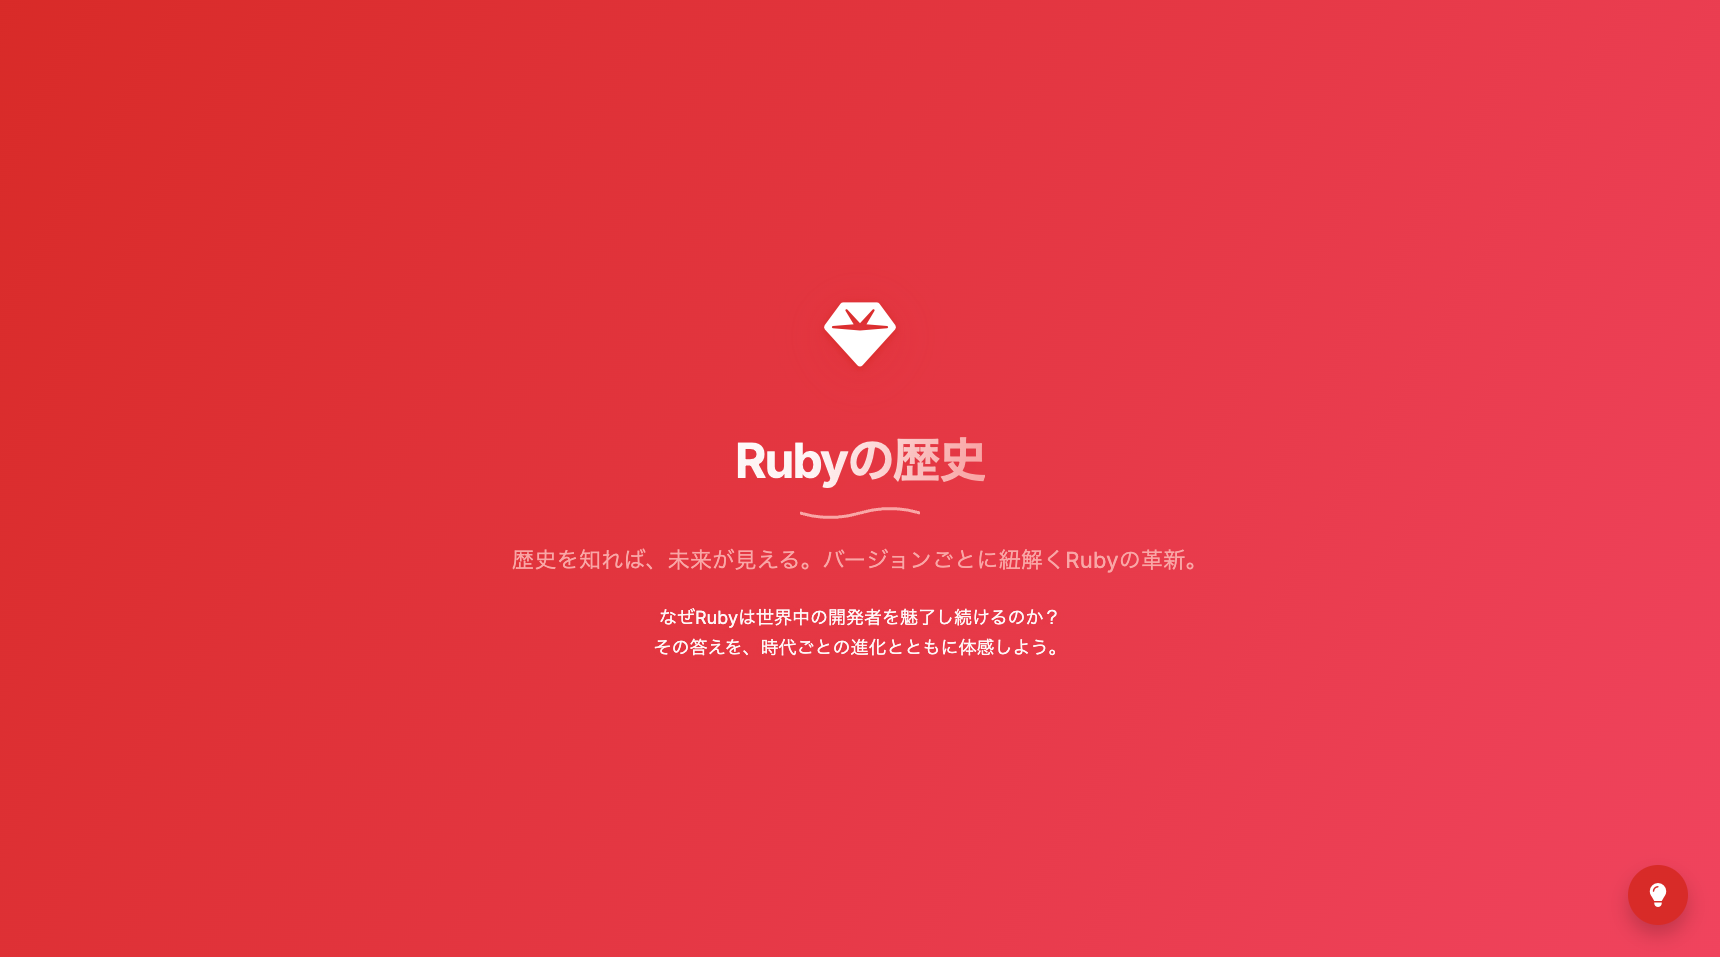 Rubyの歴史
歴史を知れば、未来が見える。バージョンごとに紐解くRubyの革新。
なぜRubyは世界中の開発者を魅了し続けるのか？
その答えを、時代ごとの進化とともに体感しよう。